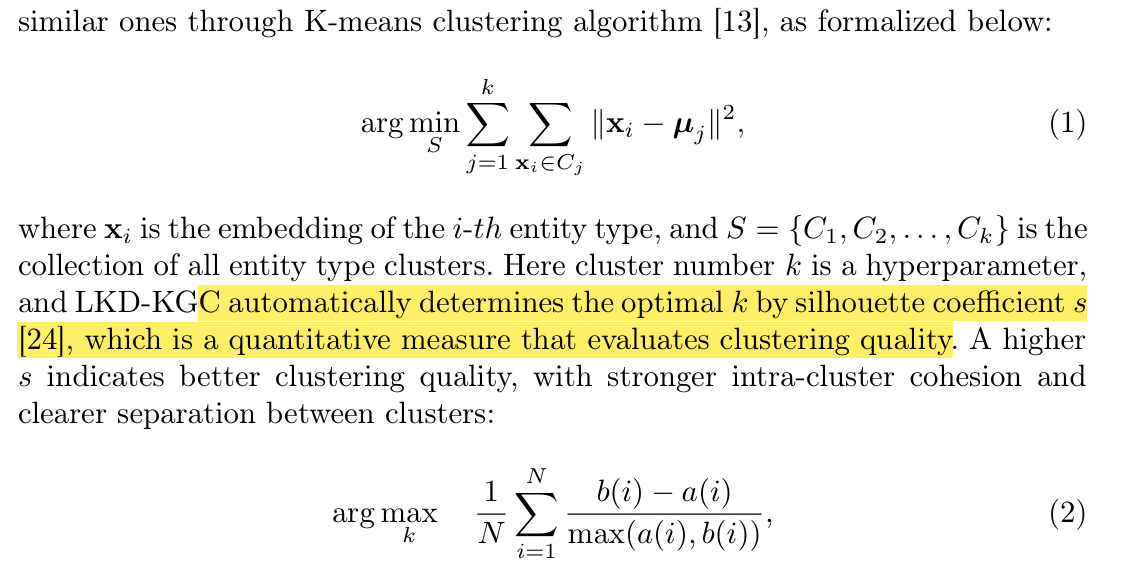 similar ones through K-means clustering algorithm [13], as formalized below:
arg min_S ∑_{j=1}^{k} ∑_{𝐱_i∈C_j} ‖𝐱_i − 𝝁_j‖², (1)
where 𝐱_i is the embedding of the i-th entity type, and S = {C_1, C_2, . . . , C_k} is the
collection of all entity type clusters. Here cluster number k is a hyperparameter,
and LKD-KGC automatically determines the optimal k by silhouette coefficient s
[24], which is a quantitative measure that evaluates clustering quality. A higher
s indicates better clustering quality, with stronger intra-cluster cohesion and
clearer separation between clusters:
arg max_k 1/N ∑_{i=1}^{N} (b(i) − a(i))/max(a(i), b(i)), (2)